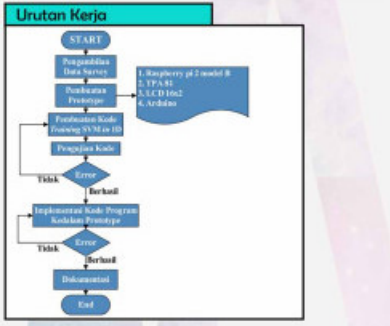 Urutan Kerja
START
Pengambilan
Data Survey
Pembuatan
Prototype
1. Raspberry pi 2 model B
2. TPA 81
3. LCD 16x2
4. Arduino
Pembuatan Kode
Training SVM in ID
Pengujian Kode
Error
Tidak
Berhasil
Implementasi Kode Program
Kedalam Prototype
Error
Tidak
Berhasil
Dokumentasi
End